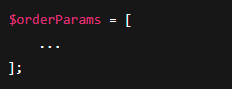 $orderParams = [
    ...
];